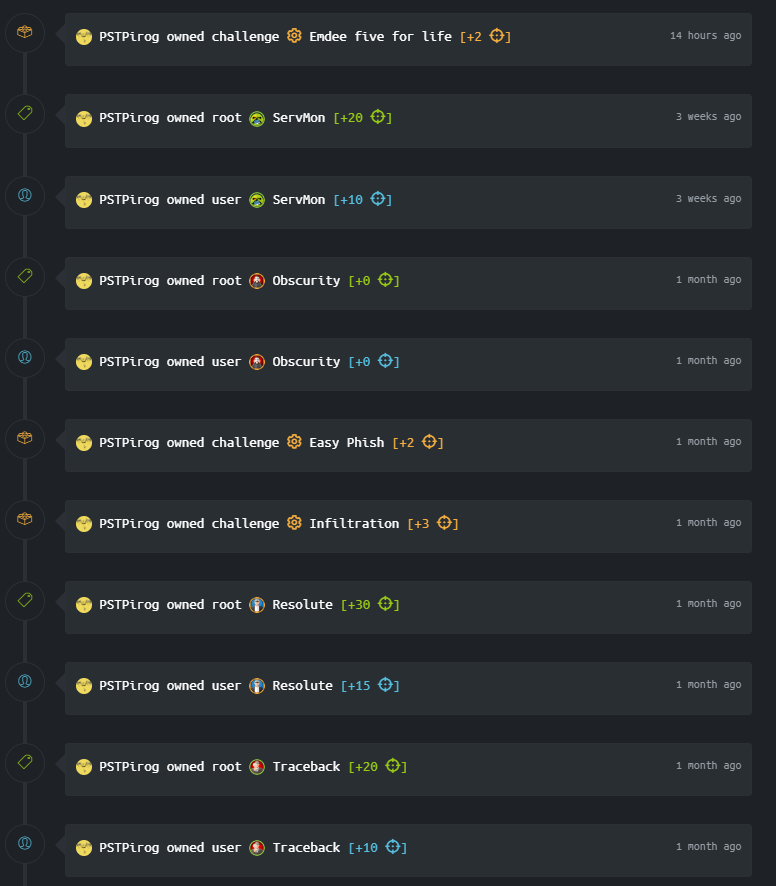 PSTPirog owned challenge Emdee five for life [+2 ] 14 hours ago
PSTPirog owned root ServMon [+20 ] 3 weeks ago
PSTPirog owned user ServMon [+10 ] 3 weeks ago
PSTPirog owned root Obscurity [+0 ] 1 month ago
PSTPirog owned user Obscurity [+0 ] 1 month ago
PSTPirog owned challenge Easy Phish [+2 ] 1 month ago
PSTPirog owned challenge Infiltration [+3 ] 1 month ago
PSTPirog owned root Resolute [+30 ] 1 month ago
PSTPirog owned user Resolute [+15 ] 1 month ago
PSTPirog owned root Traceback [+20 ] 1 month ago
PSTPirog owned user Traceback [+10 ] 1 month ago